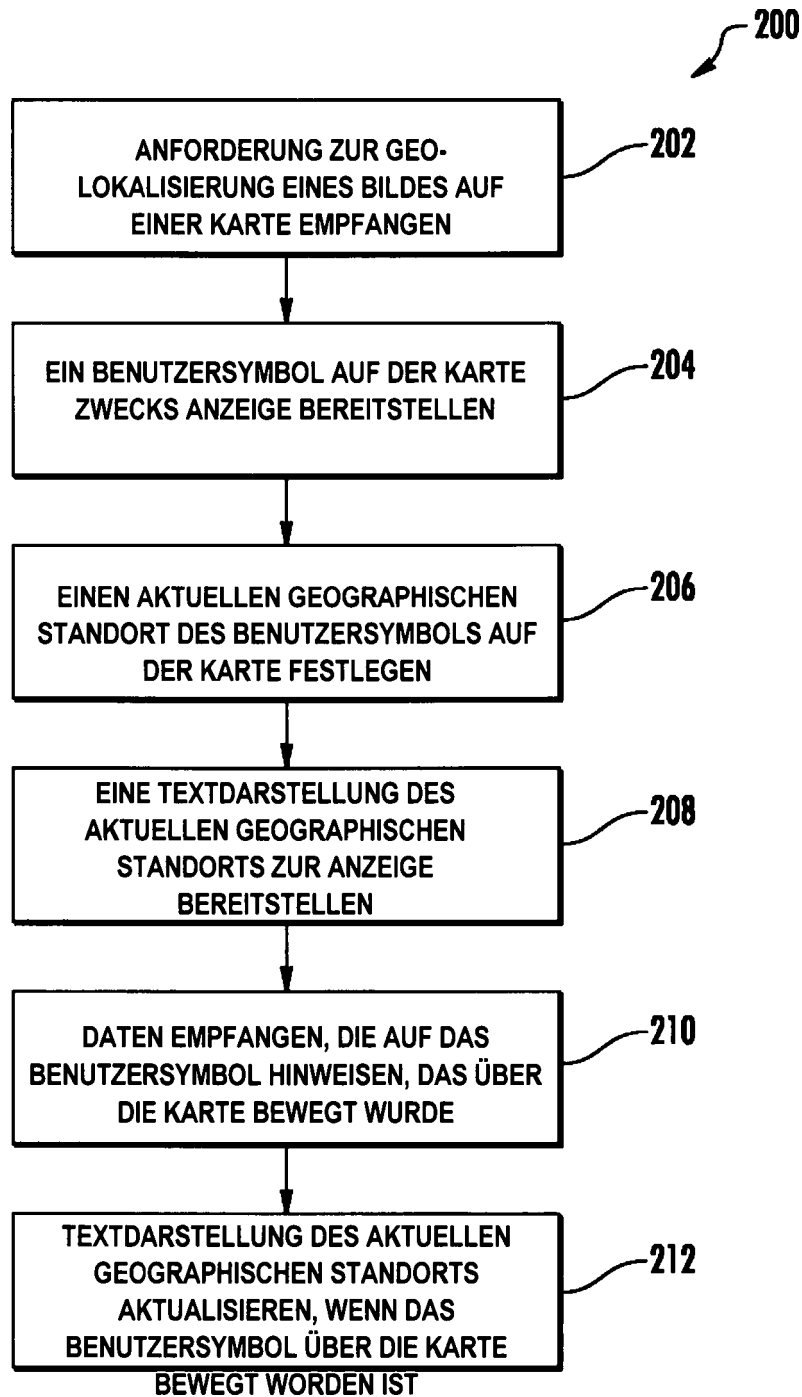 200
ANFORDERUNG ZUR GEO-
LOKALISIERUNG EINES BILDES AUF
EINER KARTE EMPFANGEN
202
EIN BENUTZERSYMBOL AUF DER KARTE
ZWECKS ANZEIGE BEREITSTELLEN
204
EINEN AKTUELLEN GEOGRAPHISCHEN
STANDORT DES BENUTZERSYMBOLS AUF
DER KARTE FESTLEGEN
206
EINE TEXTDARSTELLUNG DES
AKTUELLEN GEOGRAPHISCHEN
STANDORTS ZUR ANZEIGE
BEREITSTELLEN
208
DATEN EMPFANGEN, DIE AUF DAS
BENUTZERSYMBOL HINWEISEN, DAS ÜBER
DIE KARTE BEWEGT WURDE
210
TEXTDARSTELLUNG DES AKTUELLEN
GEOGRAPHISCHEN STANDORTS
AKTUALISIEREN, WENN DAS
BENUTZERSYMBOL ÜBER DIE KARTE
BEWEGT WORDEN IST
212